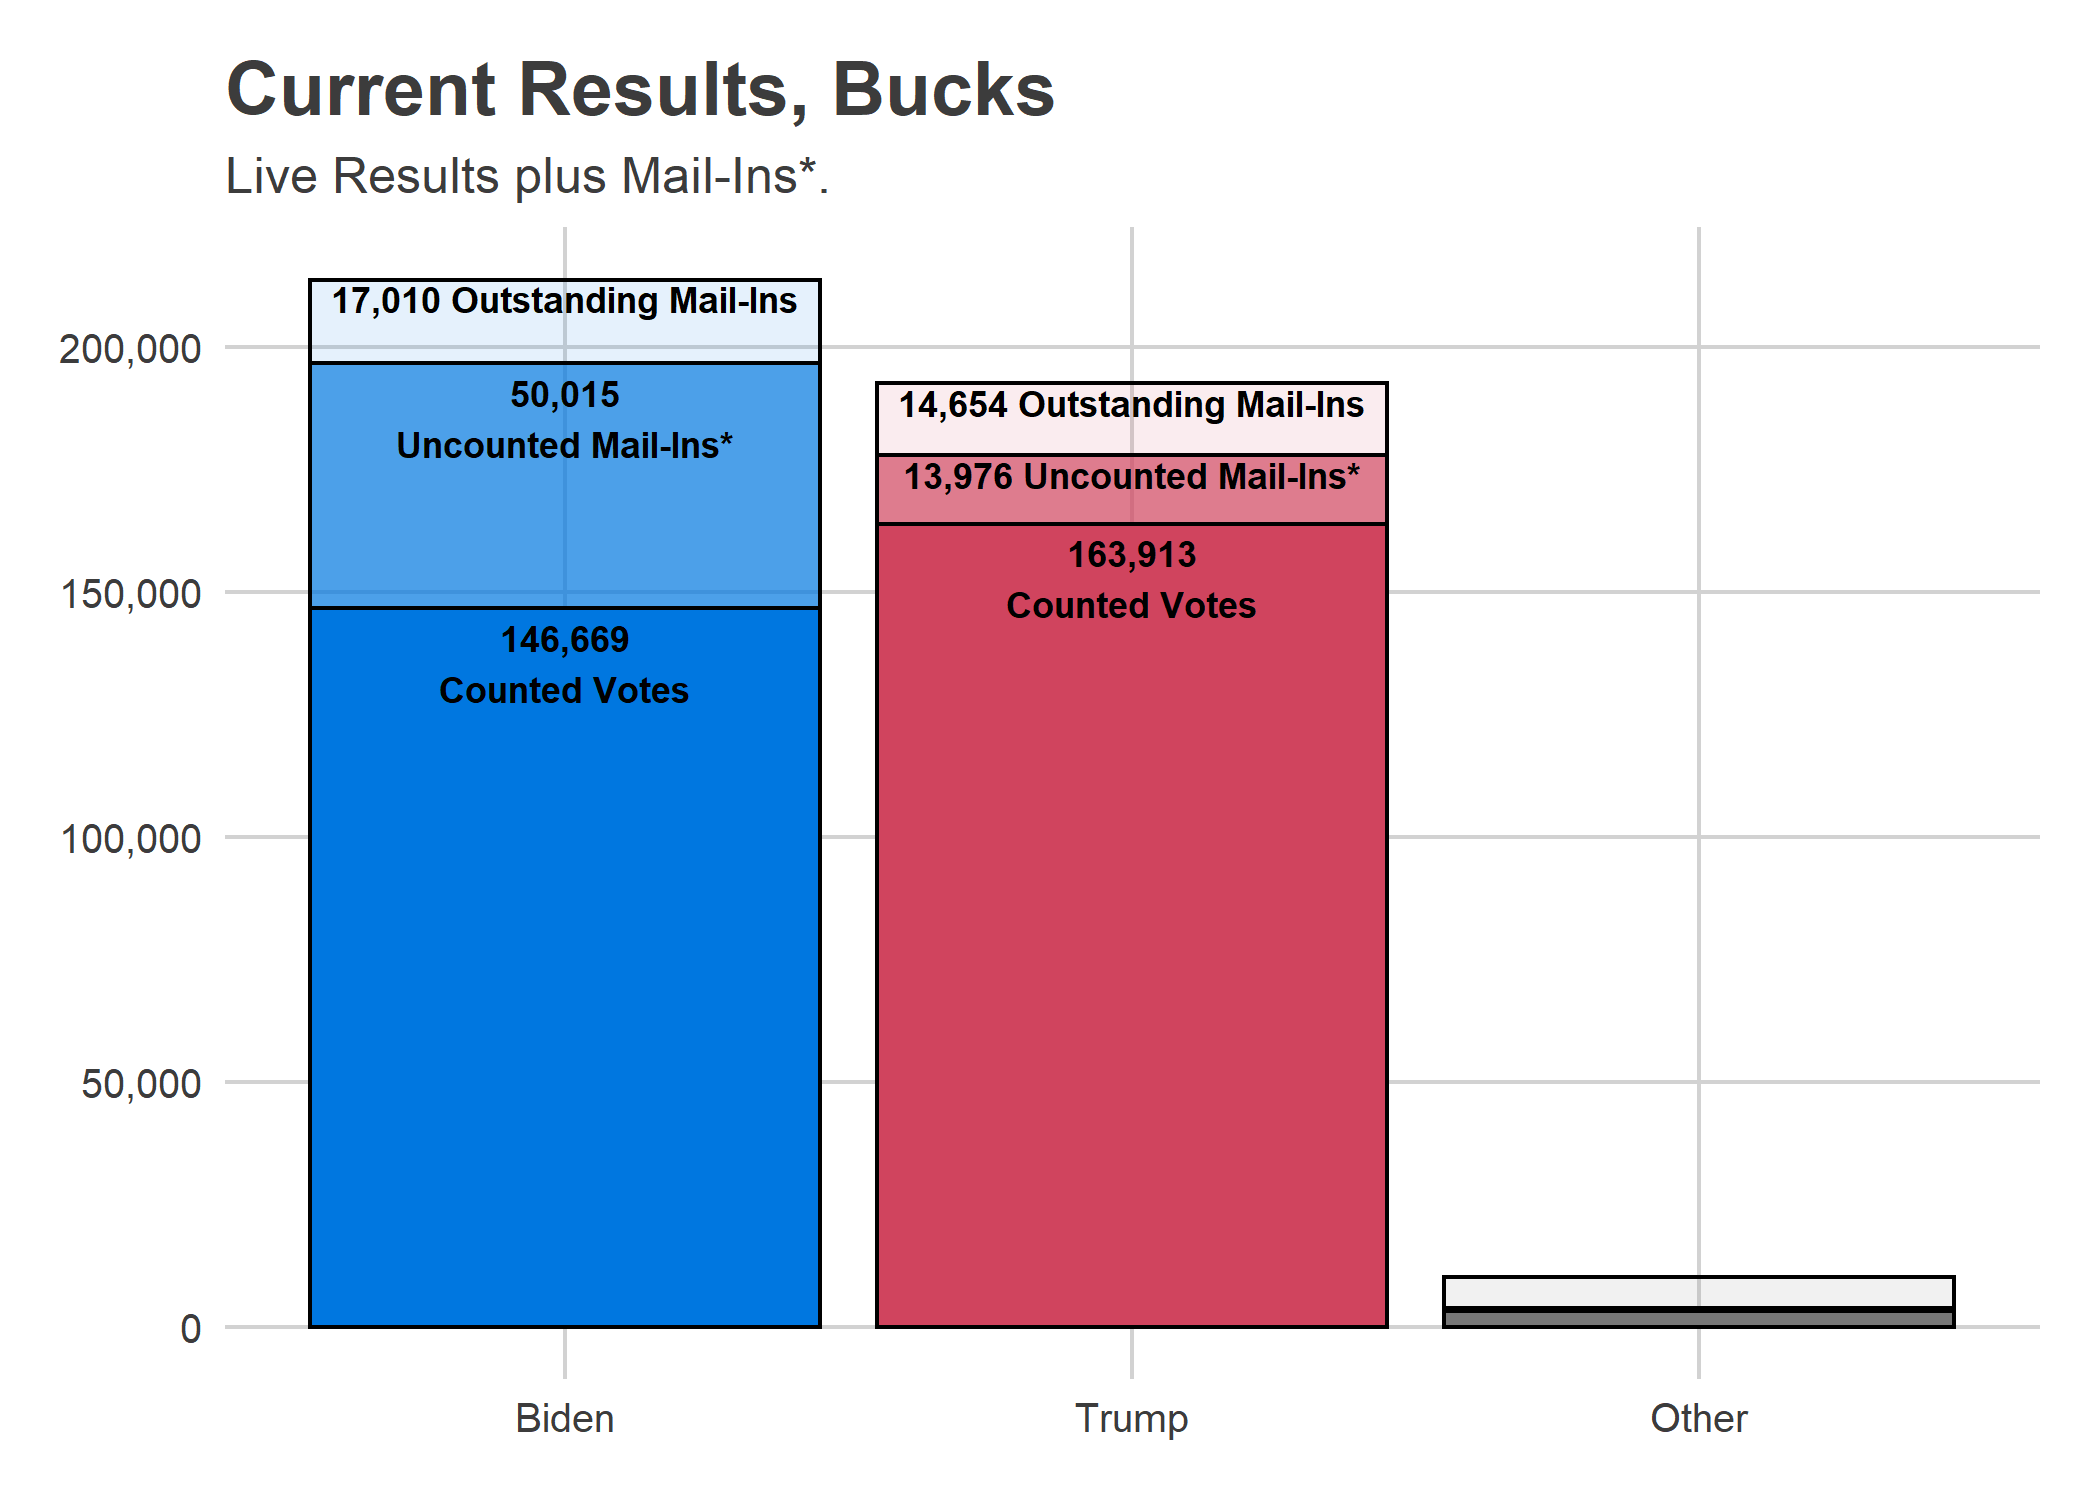 Current Results, Bucks
Live Results plus Mail-Ins*.
17,010 Outstanding Mail-Ins
200,000
50,015
Uncounted Mail-Ins*
14,654 Outstanding Mail-Ins
13,976 Uncounted Mail-Ins*
163,913
Counted Votes
150,000
146,669
Counted Votes
100,000
50,000
0
Biden
Trump
Other